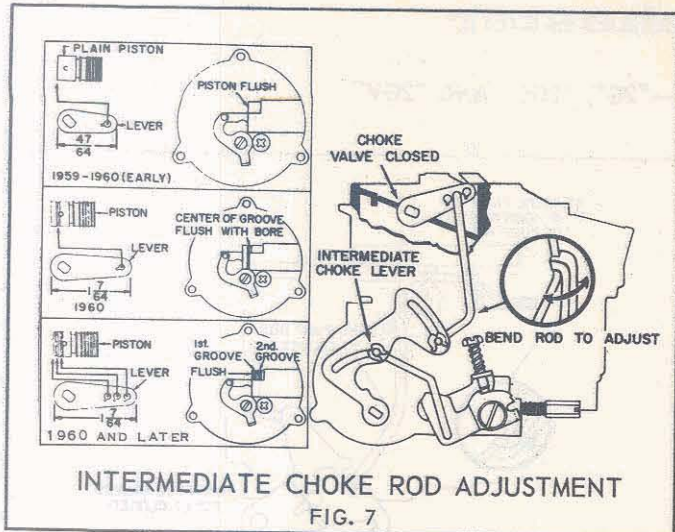 PLAIN PISTON
LEVER
47
64
1959-1960 (EARLY)
PISTON FLUSH
PISTON
LEVER
1 7
64
1960
CENTER OF GROOVE
FLUSH WITH BORE
PISTON
LEVER
1 7
64
1960 AND LATER
1st. 2nd.
GROOVE GROOVE
FLUSH
CHOKE
VALVE CLOSED
INTERMEDIATE
CHOKE LEVER
BEND ROD TO ADJUST
INTERMEDIATE CHOKE ROD ADJUSTMENT
FIG. 7